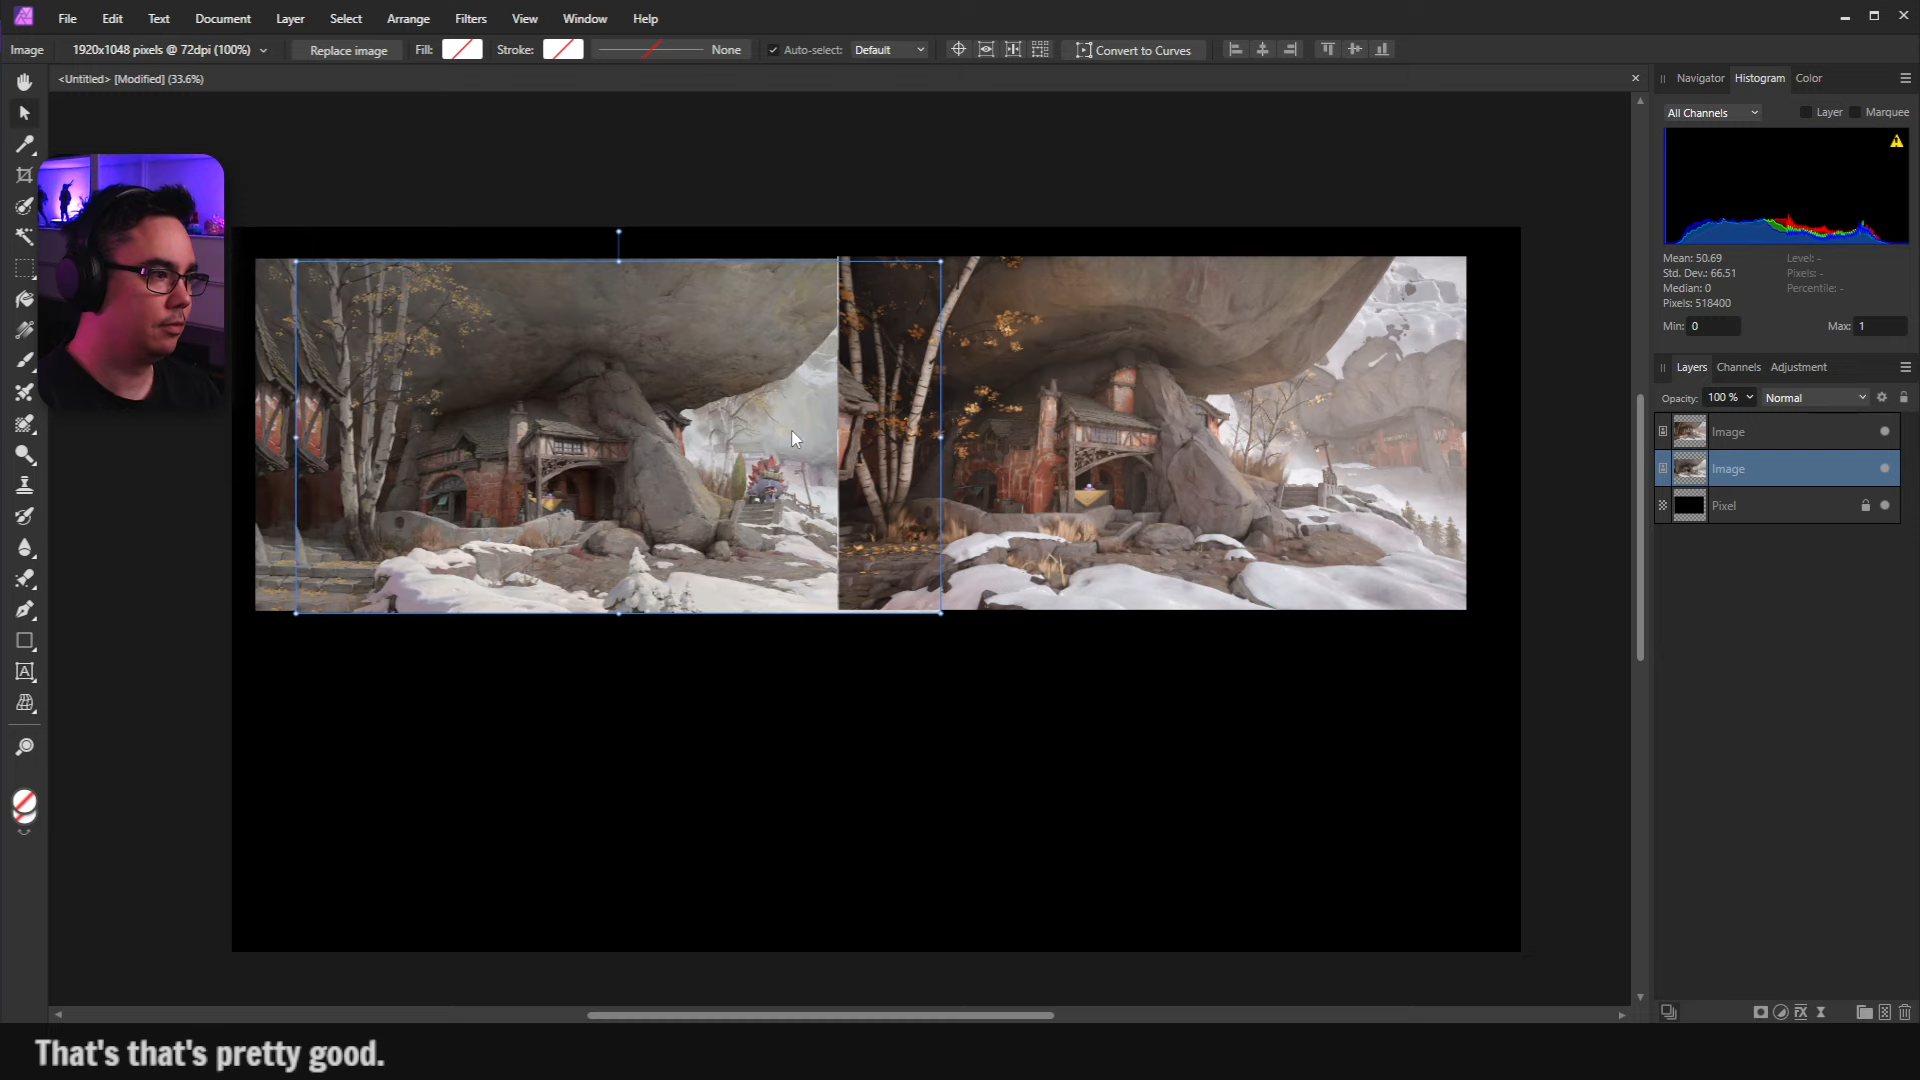 File Edit Text Document Layer Select Arrange Filters View Window Help
Image 1920x1048 pixels @ 72dpi (100%) Replace image Fill: Stroke: None Auto-select: Default Convert to Curves
<Untitled> [Modified] (33.6%)
Navigator Histogram Color
All Channels Layer Marquee
Mean: 50.69 Level: -
Std. Dev.: 66.51 Pixels: -
Median: 0 Percentile: -
Pixels: 518400
Min: 0 Max: 1
Layers Channels Adjustment
Opacity: 100 % Normal
Image
Image
Pixel
That's that's pretty good.